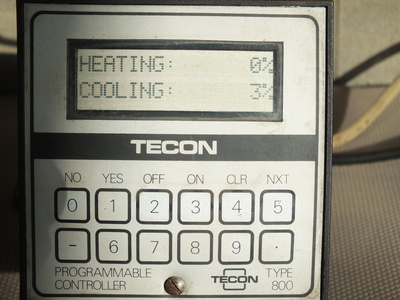 HEATING: 0%
COOLING: 3%
TECON
NO YES OFF ON CLR NXT
0 1 2 3 4 5
- 6 7 8 9 .
PROGRAMMABLE
CONTROLLER
TECON
TYPE
800